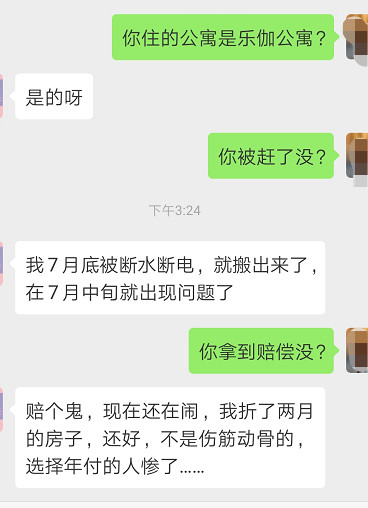 你住的公寓是乐伽公寓?
是的呀
你被赶了没?
下午3:24
我7月底被断水断电，就搬出来了，
在7月中旬就出现问题了
你拿到赔偿没?
赔个鬼，现在还在闹，我折了两月
的房子，还好，不是伤筋动骨的，
选择年付的人惨了……